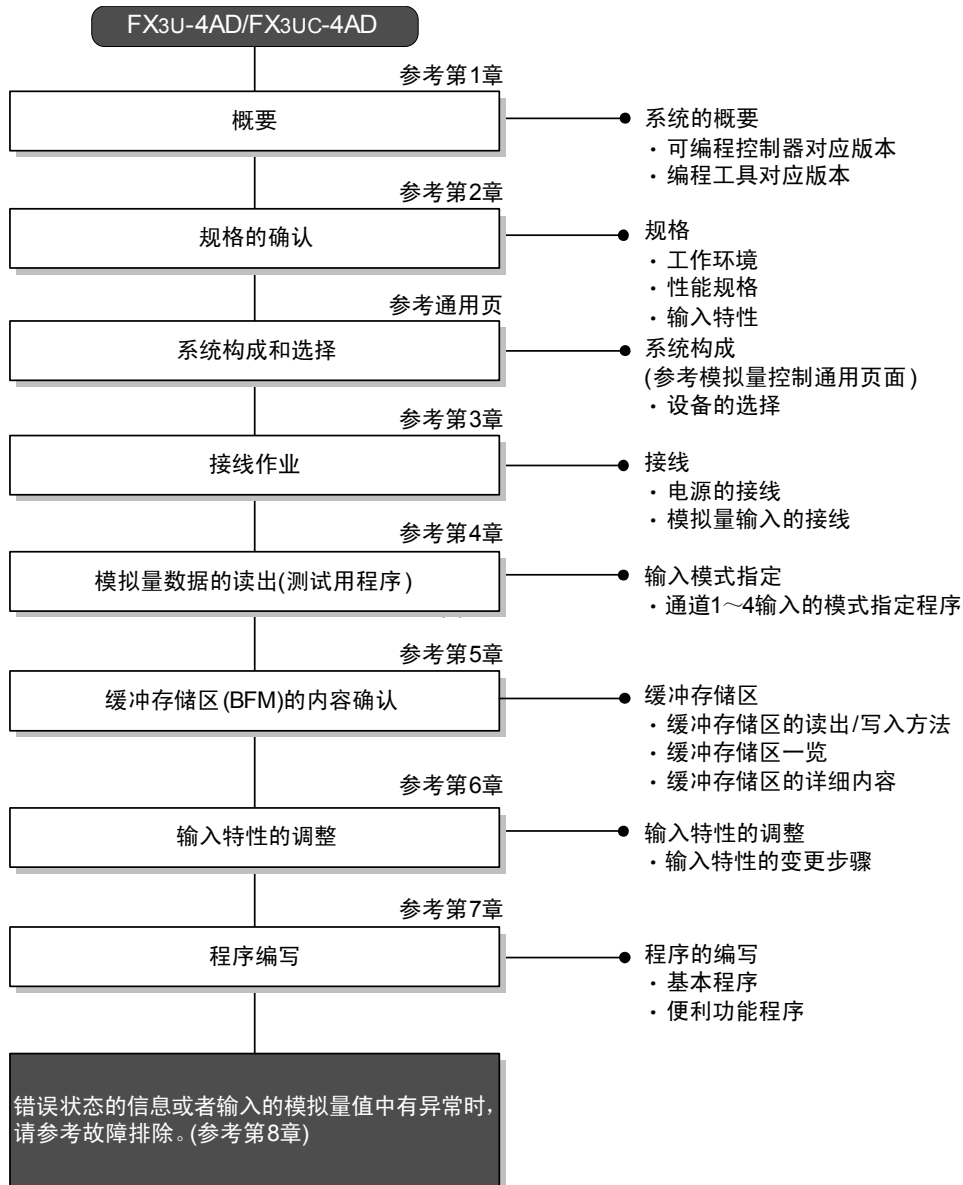 FX3U-4AD/FX3UC-4AD
参考第1章
概要
系统的概要
・可编程控制器对应版本
・编程工具对应版本
参考第2章
规格的确认
规格
・工作环境
・性能规格
・输入特性
参考通用页
系统构成和选择
系统构成
(参考模拟量控制通用页面)
・设备的选择
参考第3章
接线作业
接线
・电源的接线
・模拟量输入的接线
参考第4章
模拟量数据的读出(测试用程序)
输入模式指定
・通道1～4输入的模式指定程序
参考第5章
缓冲存储区(BFM)的内容确认
缓冲存储区
・缓冲存储区的读出/写入方法
・缓冲存储区一览
・缓冲存储区的详细内容
参考第6章
输入特性的调整
输入特性的调整
・输入特性的变更步骤
参考第7章
程序编写
程序的编写
・基本程序
・便利功能程序
错误状态的信息或者输入的模拟量值中有异常时，
请参考故障排除。(参考第8章)